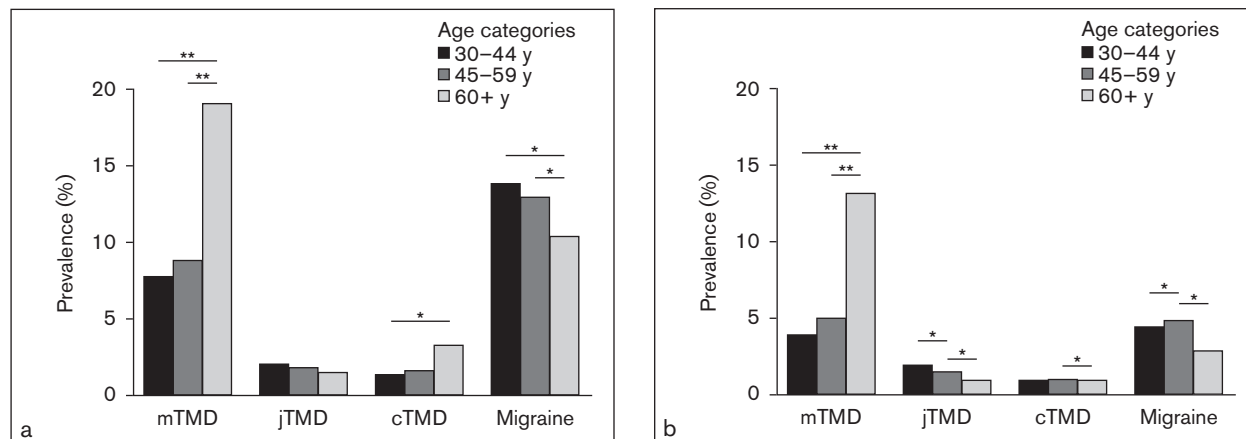 Age categories
30–44 y
45–59 y
60+ y
**
**
*
*
*
20
15
10
5
0
Prevalence (%)
mTMD jTMD cTMD Migraine
a
Age categories
30–44 y
45–59 y
60+ y
**
**
*
*
*
*
*
20
15
10
5
0
Prevalence (%)
mTMD jTMD cTMD Migraine
b